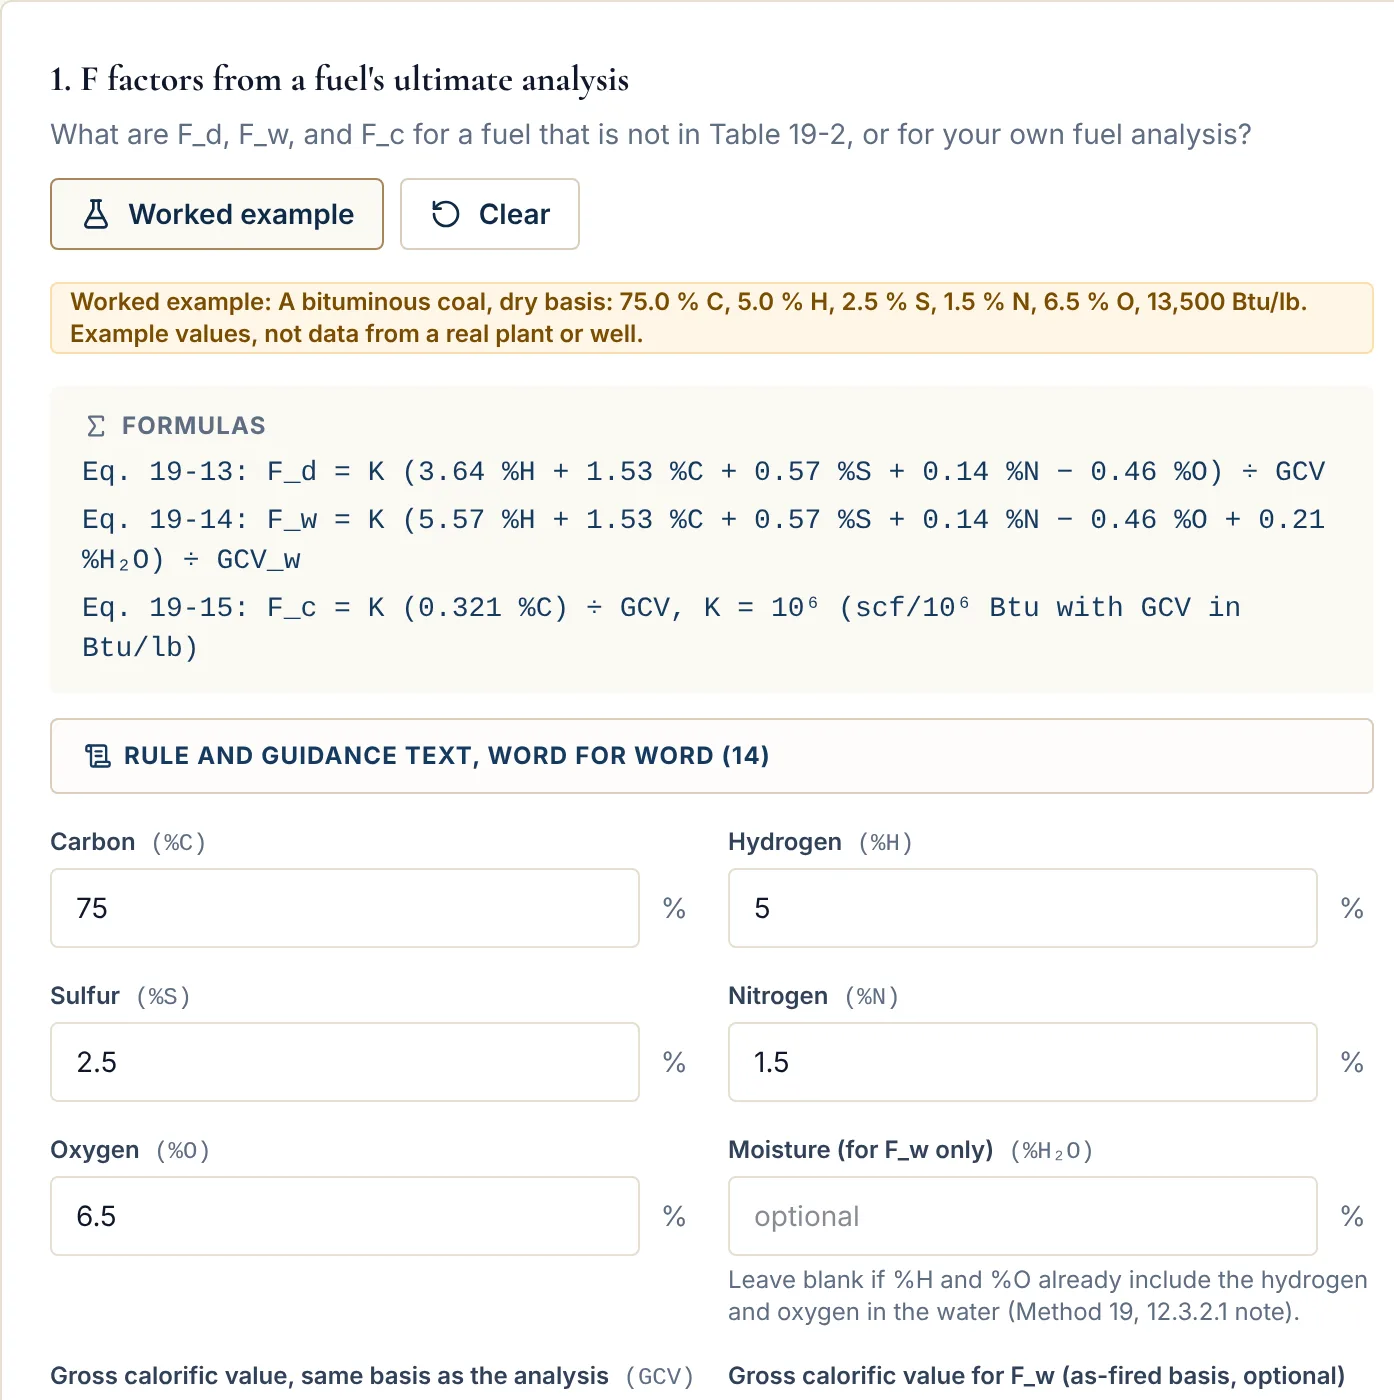 1. F factors from a fuel's ultimate analysis
What are F_d, F_w, and F_c for a fuel that is not in Table 19-2, or for your own fuel analysis?
Worked example
Clear
Worked example: A bituminous coal, dry basis: 75.0 % C, 5.0 % H, 2.5 % S, 1.5 % N, 6.5 % O, 13,500 Btu/lb.
Example values, not data from a real plant or well.
FORMULAS
Eq. 19-13: F_d = K (3.64 %H + 1.53 %C + 0.57 %S + 0.14 %N − 0.46 %O) ÷ GCV
Eq. 19-14: F_w = K (5.57 %H + 1.53 %C + 0.57 %S + 0.14 %N − 0.46 %O + 0.21
%H₂O) ÷ GCV_w
Eq. 19-15: F_c = K (0.321 %C) ÷ GCV, K = 10⁶ (scf/10⁶ Btu with GCV in
Btu/lb)
RULE AND GUIDANCE TEXT, WORD FOR WORD (14)
Carbon (%C)
Hydrogen (%H)
75 %
5 %
Sulfur (%S)
Nitrogen (%N)
2.5 %
1.5 %
Oxygen (%O)
Moisture (for F_w only) (%H₂O)
6.5 %
optional %
Leave blank if %H and %O already include the hydrogen
and oxygen in the water (Method 19, 12.3.2.1 note).
Gross calorific value, same basis as the analysis (GCV)
Gross calorific value for F_w (as-fired basis, optional)